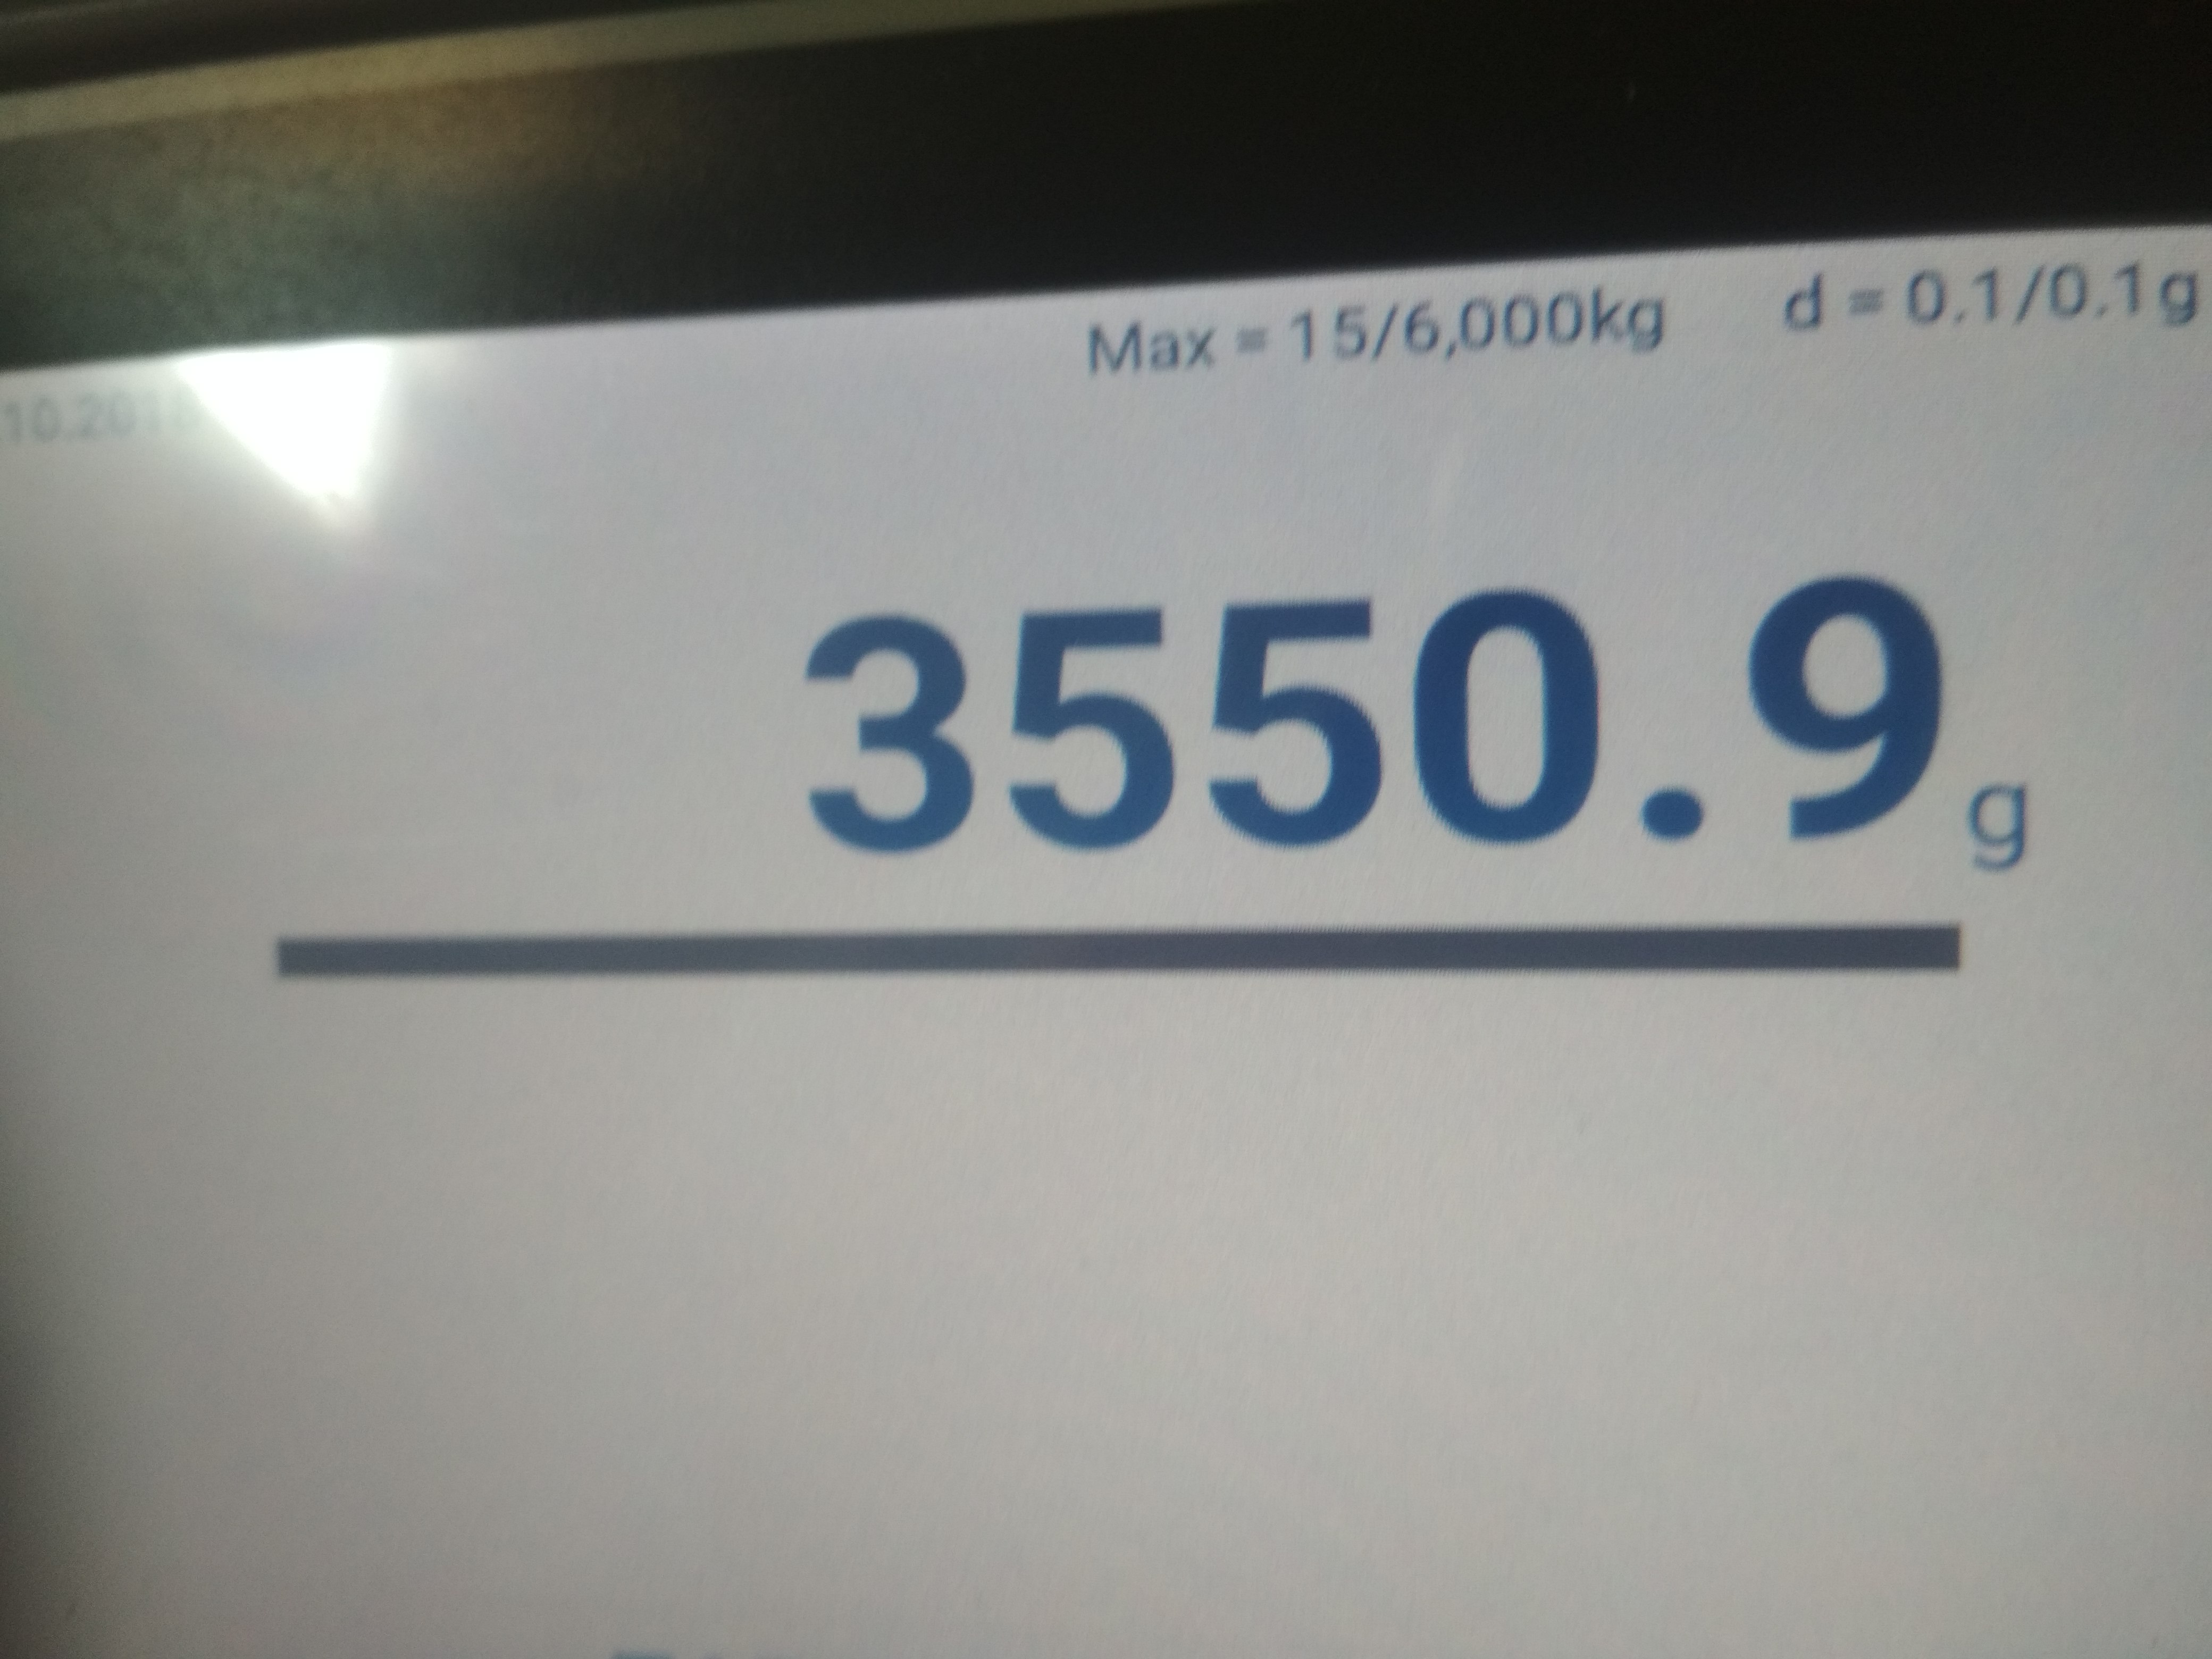 Max = 15/6,000kg d = 0.1/0.1g
3550.9 g